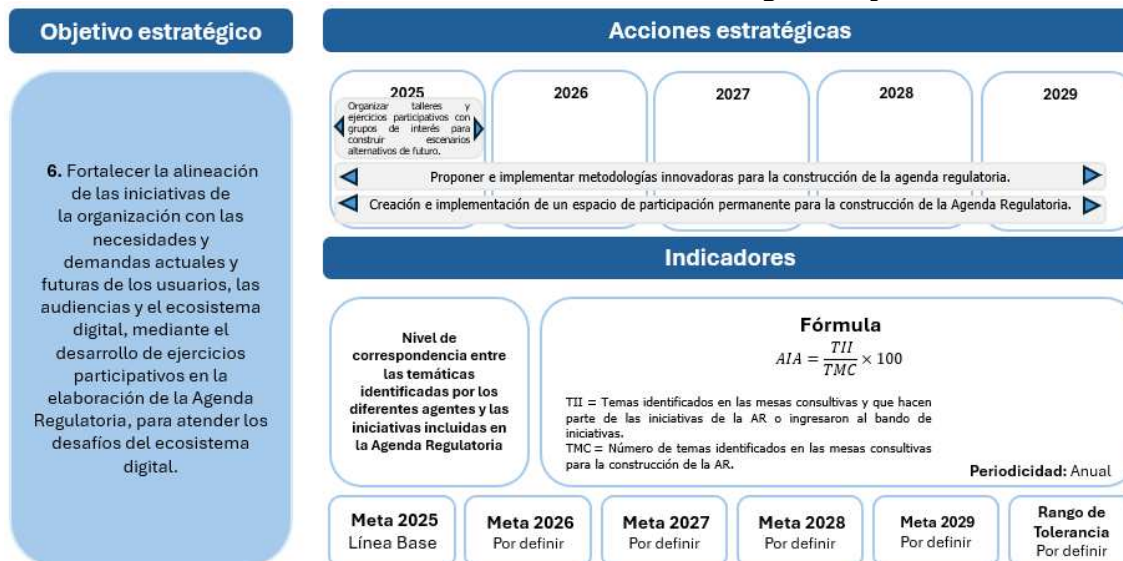 Objetivo estratégico
6. Fortalecer la alineación
de las iniciativas de
la organización con las
necesidades y
demandas actuales y
futuras de los usuarios, las
audiencias y el ecosistema
digital, mediante el
desarrollo de ejercicios
participativos en la
elaboración de la Agenda
Regulatoria, para atender los
desafíos del ecosistema
digital.
Acciones estratégicas
2025
2026
2027
2028
2029
Organizar talleres y
ejercicios participativos con
grupos de interés para
construir escenarios
alternativos de futuro.
Proponer e implementar metodologías innovadoras para la construcción de la agenda regulatoria.
Creación e implementación de un espacio de participación permanente para la construcción de la Agenda Regulatoria.
Indicadores
Nivel de
correspondencia entre
las temáticas
identificadas por los
diferentes agentes y las
iniciativas incluidas en
la Agenda Regulatoria
Fórmula
AIA = TII / TMC × 100
TII = Temas identificados en las mesas consultivas y que hacen
parte de las iniciativas de la AR o ingresaron al bando de
iniciativas.
TMC = Número de temas identificados en las mesas consultivas
para la construcción de la AR.
Periodicidad: Anual
Meta 2025
Línea Base
Meta 2026
Por definir
Meta 2027
Por definir
Meta 2028
Por definir
Meta 2029
Por definir
Rango de
Tolerancia
Por definir